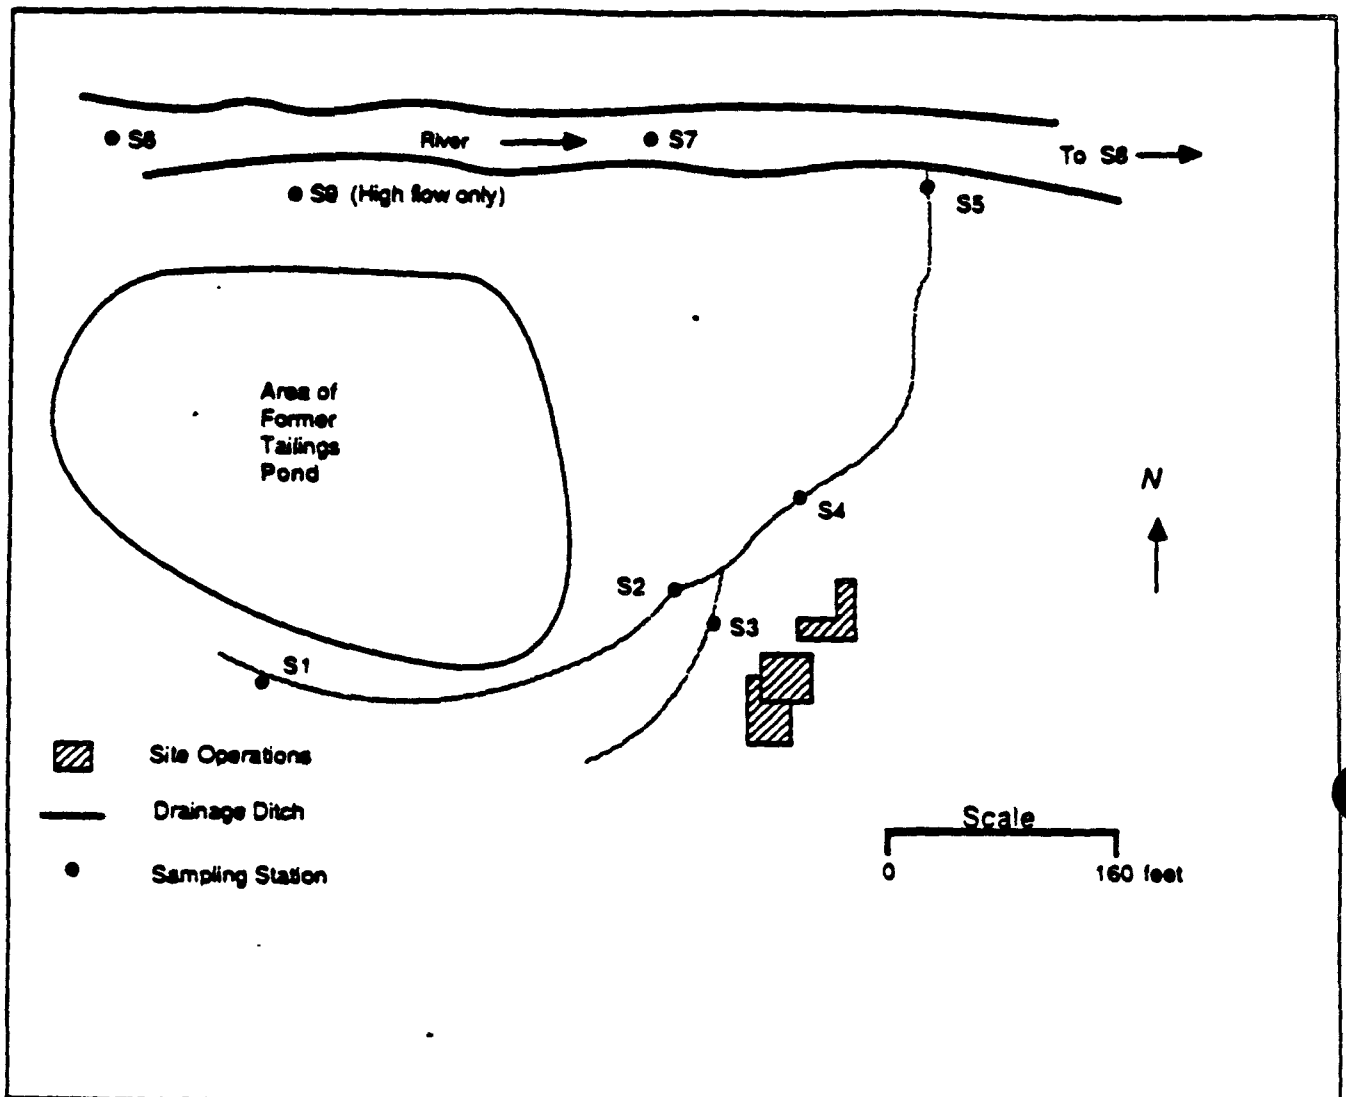 S6
River
S7
To S8
S9 (High flow only)
S5
Area of
Former
Tailings
Pond
N
S4
S2
S3
S1
Site Operations
Drainage Ditch
Scale
Sampling Station
0
160 feet